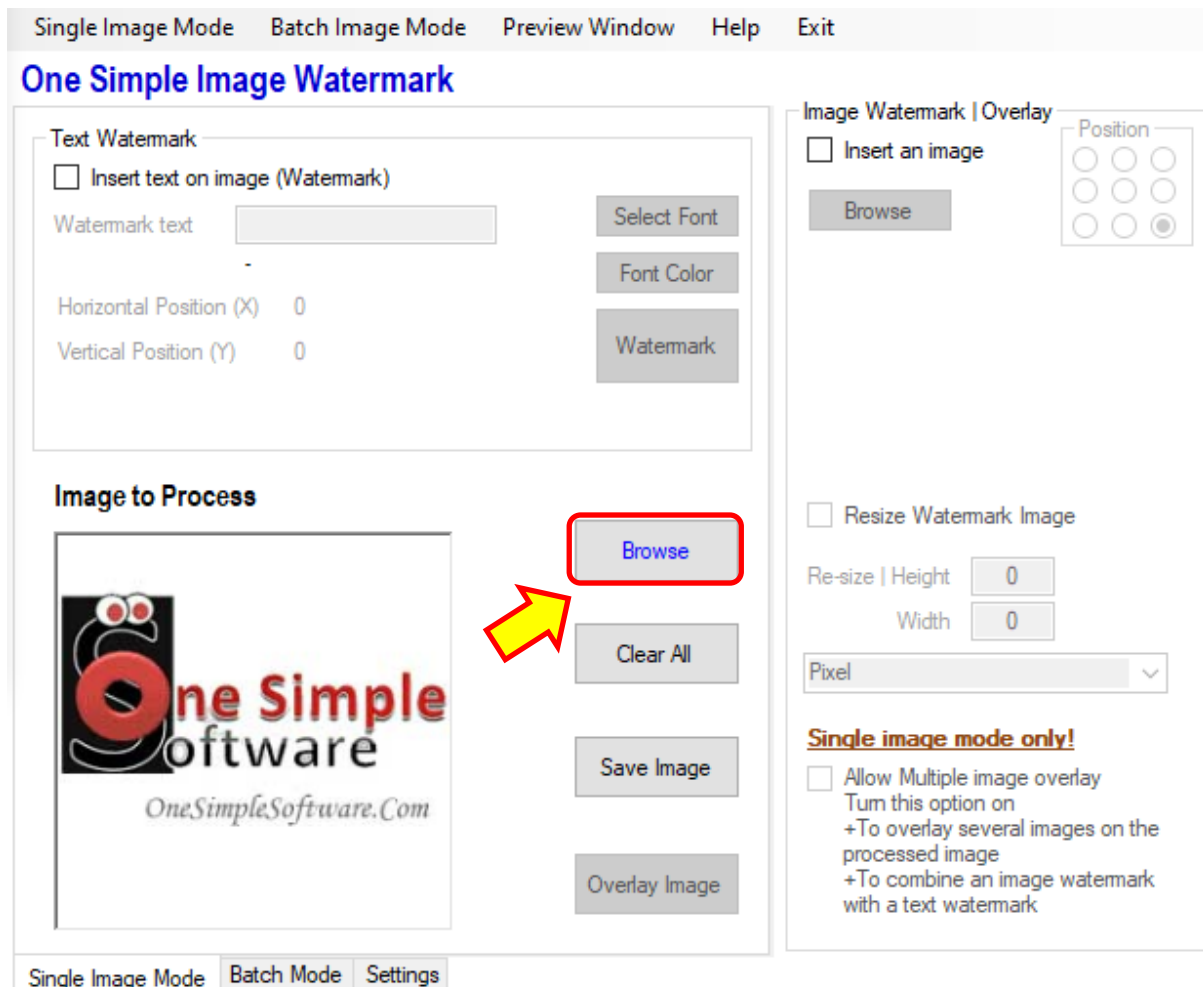 Single Image Mode Batch Image Mode Preview Window Help Exit
One Simple Image Watermark
Text Watermark
Insert text on image (Watermark)
Watermark text
Select Font
-
Font Color
Horizontal Position (X) 0
Vertical Position (Y) 0
Watermark
Image to Process
Browse
Clear All
Save Image
Overlay Image
One Simple
Software
OneSimpleSoftware.Com
Image Watermark | Overlay
Insert an image
Position
Browse
Resize Watermark Image
Re-size | Height 0
Width 0
Pixel
Single image mode only!
Allow Multiple image overlay
Turn this option on
+To overlay several images on the
processed image
+To combine an image watermark
with a text watermark
Single Image Mode Batch Mode Settings